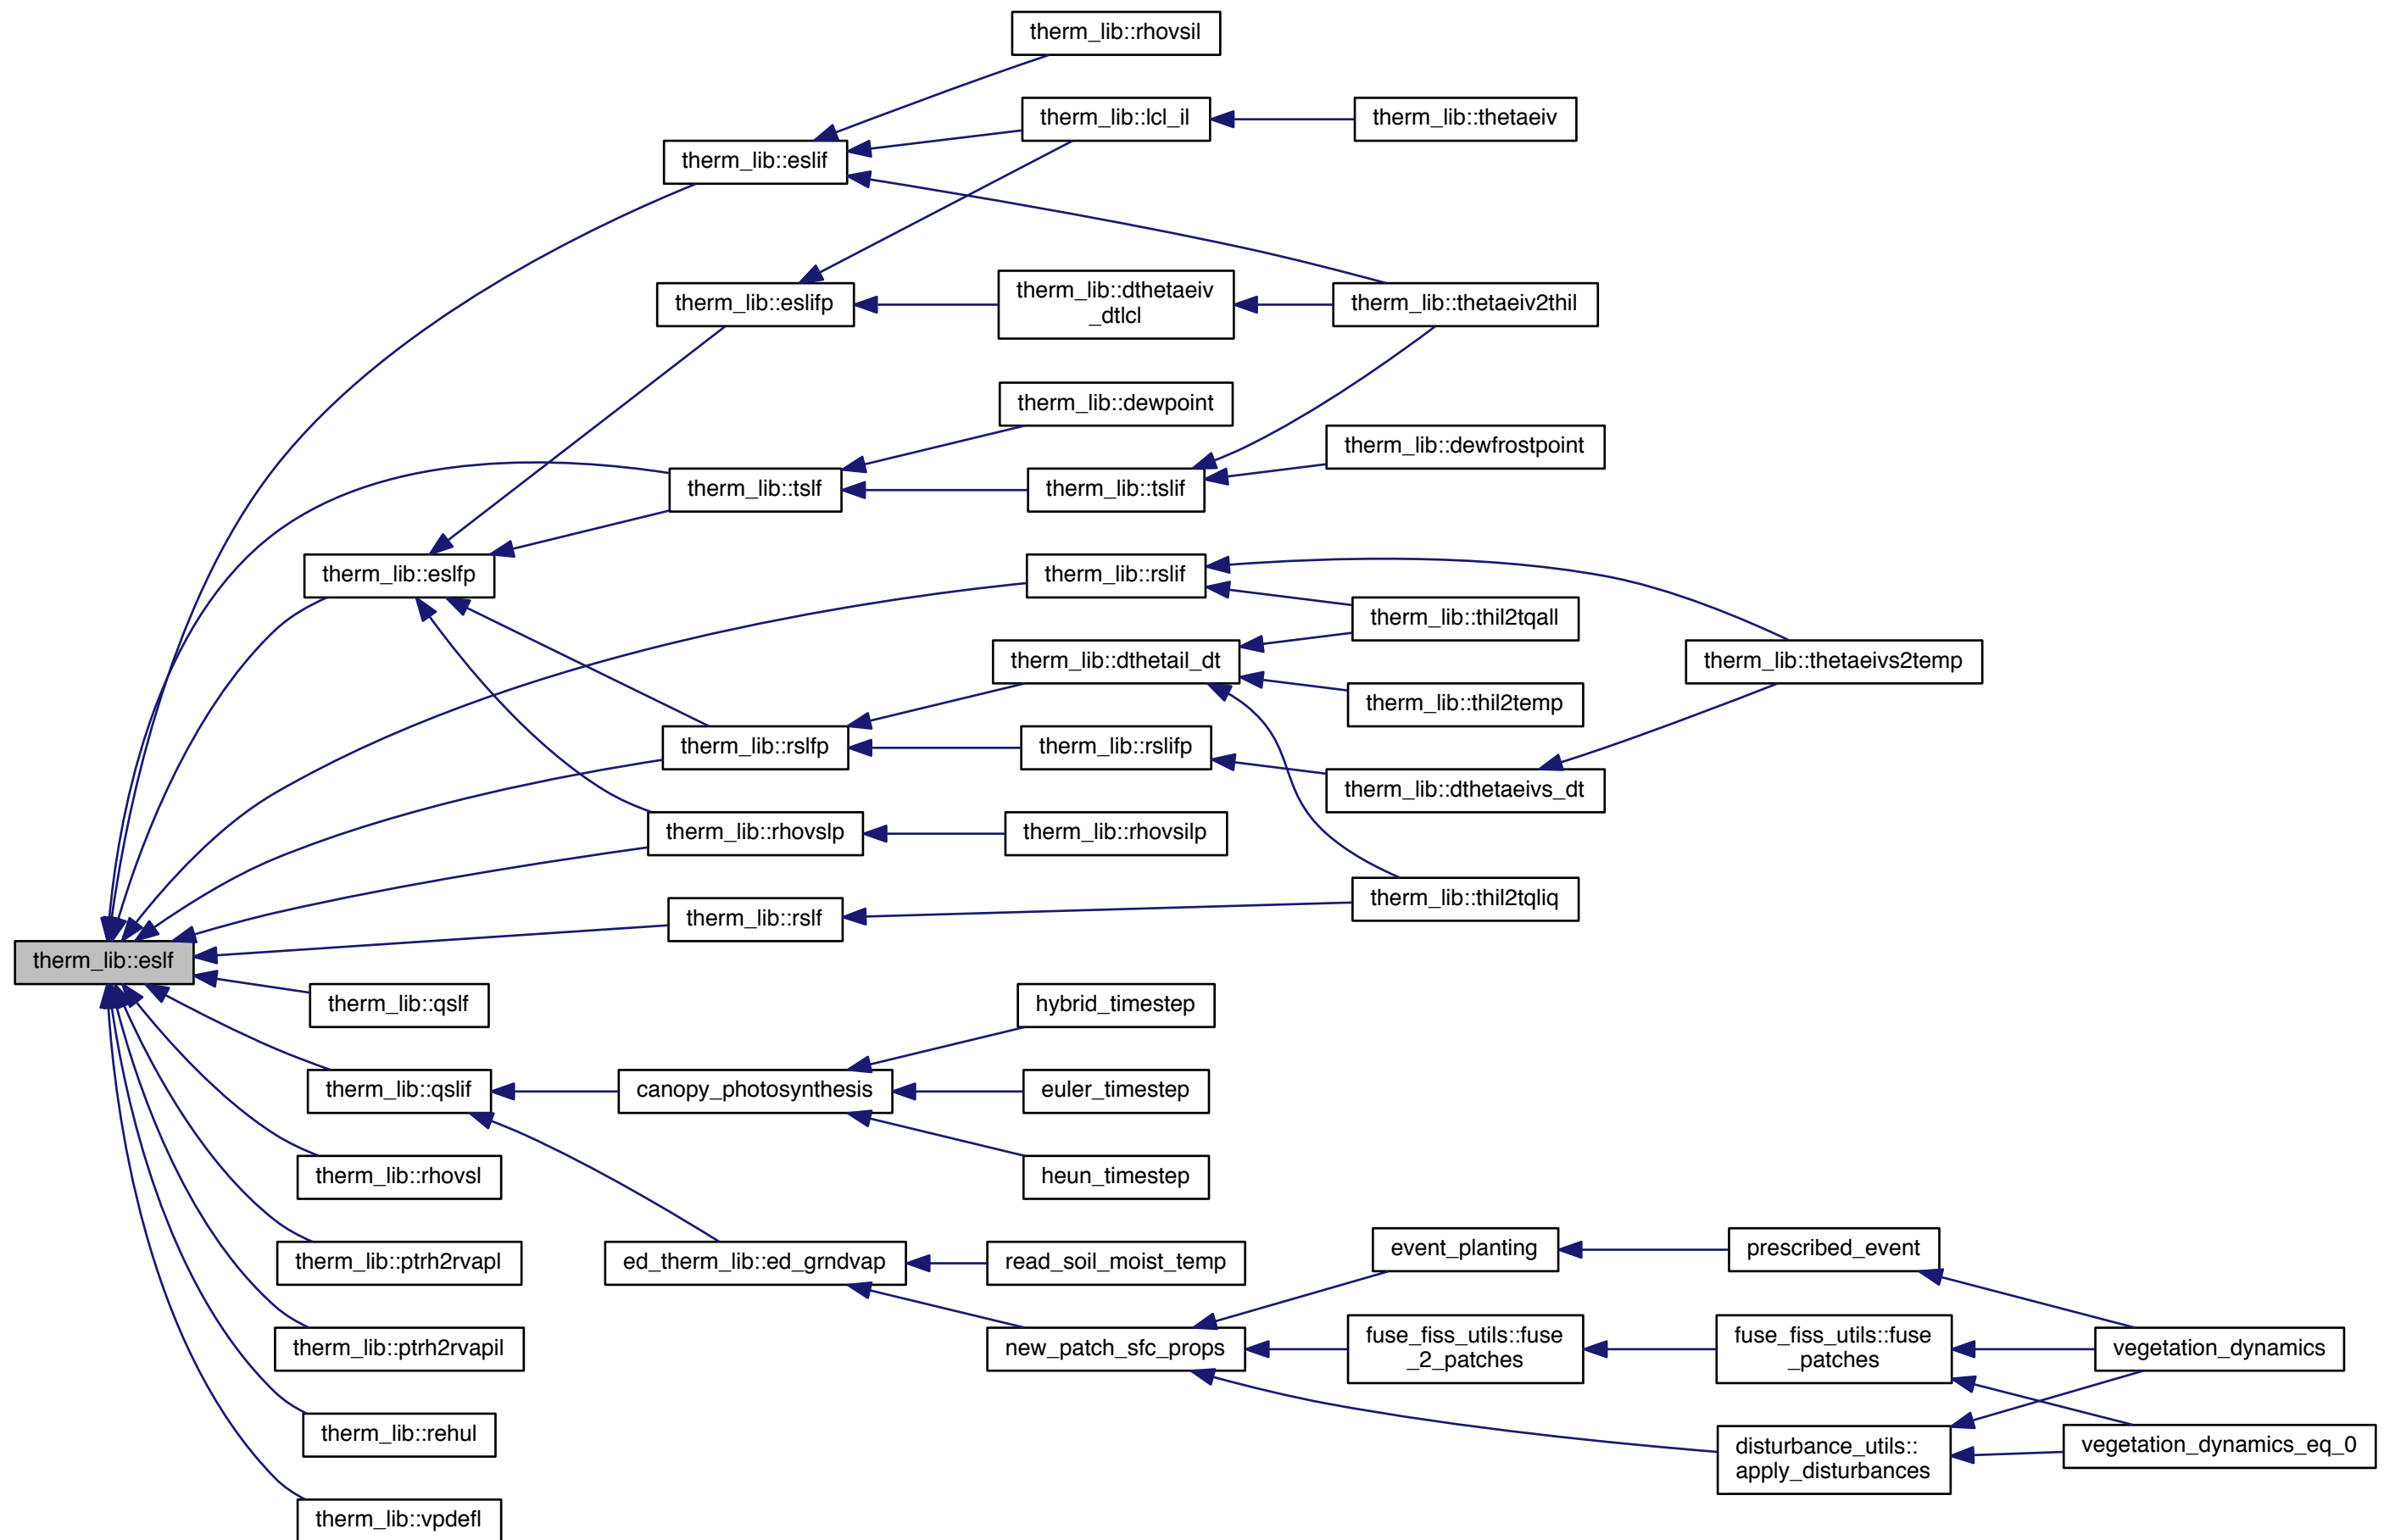 therm_lib::rhovsil
therm_lib::lcl_il
therm_lib::thetaeiv
therm_lib::eslif
therm_lib::eslifp
therm_lib::dthetaeiv
_dtlcl
therm_lib::thetaeiv2thil
therm_lib::dewpoint
therm_lib::dewfrostpoint
therm_lib::tslf
therm_lib::tslif
therm_lib::eslfp
therm_lib::rslif
therm_lib::thil2tqall
therm_lib::dthetail_dt
therm_lib::thetaeivs2temp
therm_lib::thil2temp
therm_lib::rslfp
therm_lib::rslifp
therm_lib::dthetaeivs_dt
therm_lib::rhovslp
therm_lib::rhovsilp
therm_lib::thil2tqliq
therm_lib::rslf
therm_lib::eslf
therm_lib::qslf
hybrid_timestep
therm_lib::qslif
canopy_photosynthesis
euler_timestep
therm_lib::rhovsl
heun_timestep
therm_lib::ptrh2rvapl
ed_therm_lib::ed_grndvap
read_soil_moist_temp
event_planting
prescribed_event
therm_lib::ptrh2rvapil
new_patch_sfc_props
fuse_fiss_utils::fuse
_2_patches
fuse_fiss_utils::fuse
_patches
vegetation_dynamics
therm_lib::rehul
disturbance_utils::
apply_disturbances
vegetation_dynamics_eq_0
therm_lib::vpdefl